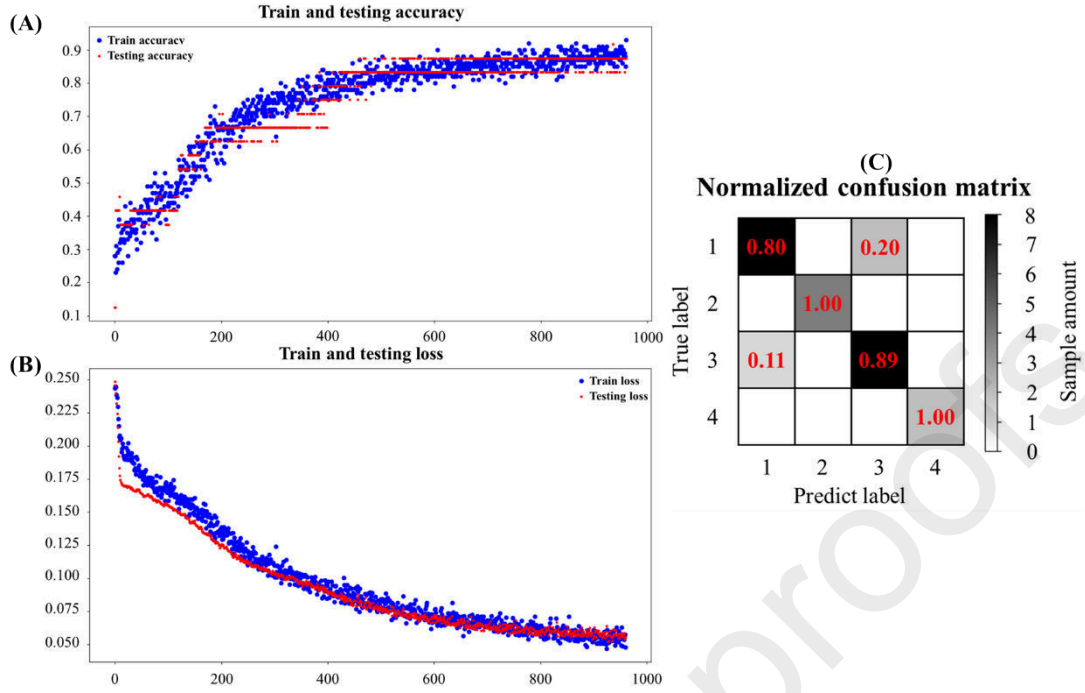 Train and testing accuracy
(A)
Train accuracy
Testing accuracy
0.9
0.8
0.7
0.6
0.5
0.4
0.3
0.2
0.1
0 200 400 600 800 1000
Train and testing loss
(B)
Train loss
Testing loss
0.250
0.225
0.200
0.175
0.150
0.125
0.100
0.075
0.050
0 200 400 600 800 1000
(C)
Normalized confusion matrix
True label
1 0.80 0.20
2 1.00
3 0.11 0.89
4 1.00
1 2 3 4
Predict label
8
7
6
5
4
3
2
1
0
Sample amount
proofs